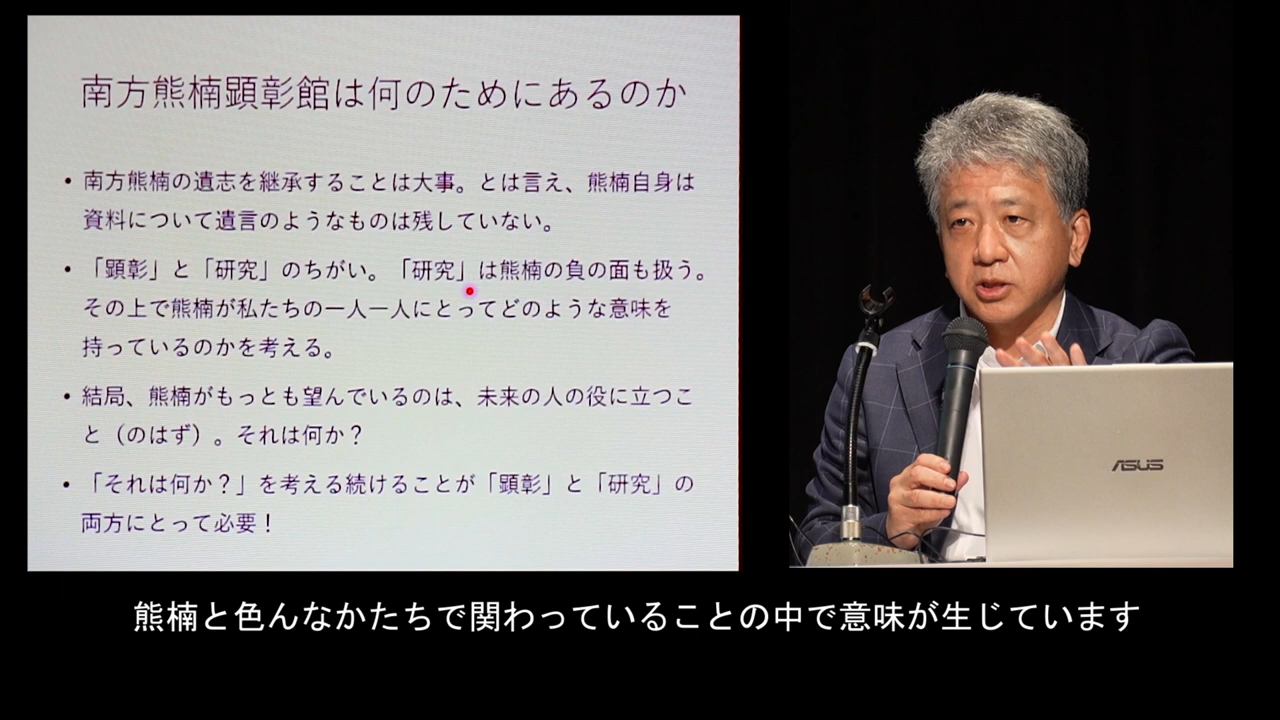 南方熊楠顕彰館は何のためにあるのか
• 南方熊楠の遺志を継承することは大事。とは言え、熊楠自身は
資料について遺言のようなものは残していない。
• 「顕彰」と「研究」のちがい。「研究」は熊楠の負の面も扱う。
その上で熊楠が私たちの一人一人にとってどのような意味を
持っているのかを考える。
• 結局、熊楠がもっとも望んでいるのは、未来の人の役に立つこ
と（のはず）。それは何か？
• 「それは何か？」を考える続けることが「顕彰」と「研究」の
両方にとって必要！
ASUS
熊楠と色んなかたちで関わっていることの中で意味が生じています